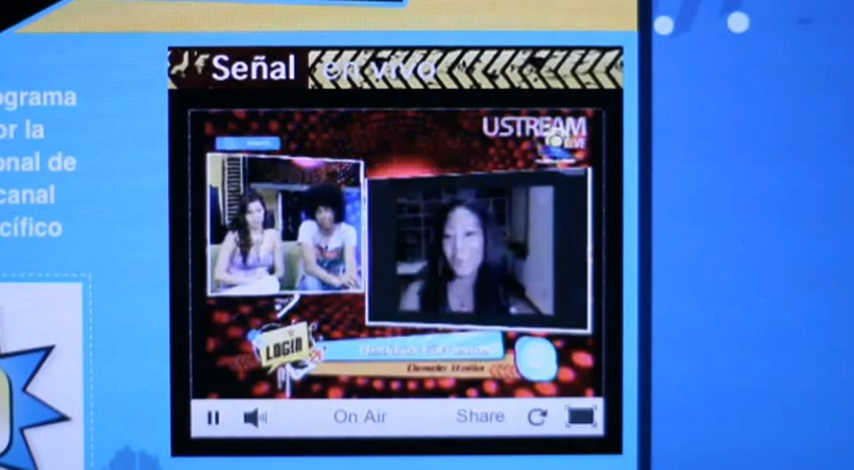 Señal en vivo
ograma
or la
onal de
canal
cífico
USTREAM
LIVE
LOGIN
Desde Italia
On Air
Share